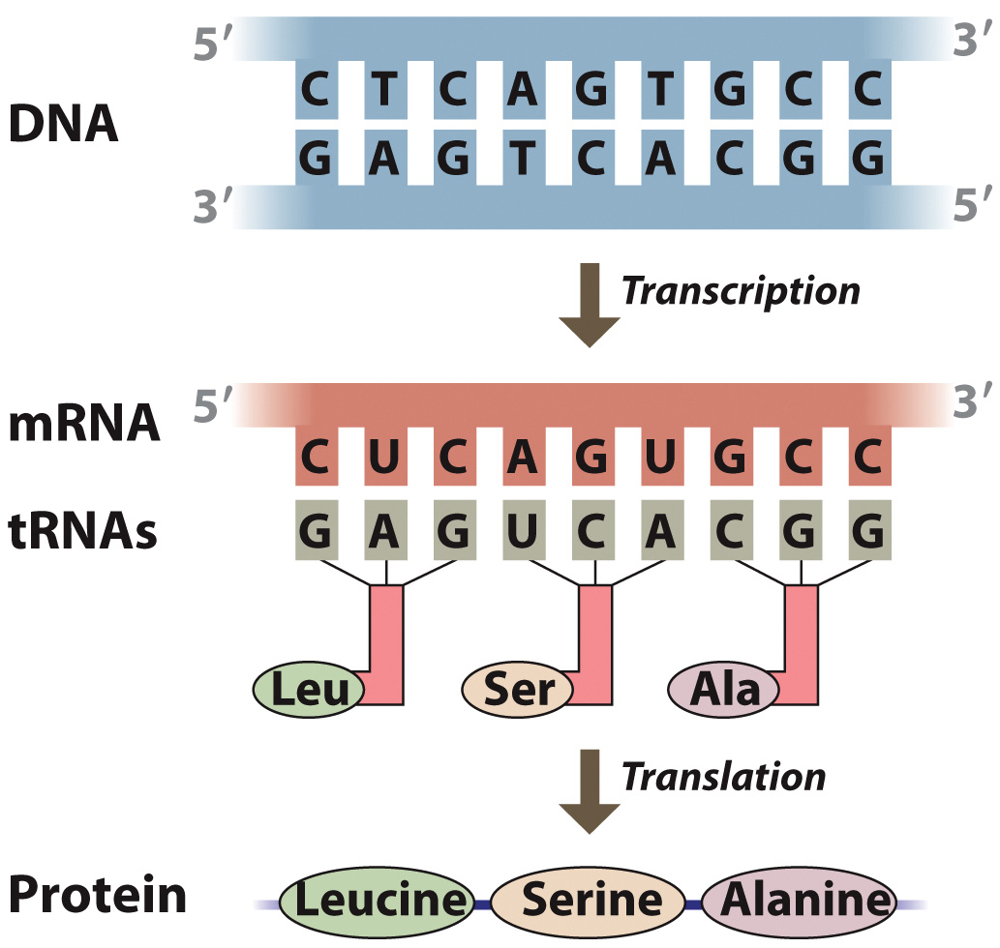 5′ 3′
C T C A G T G C C
DNA
G A G T C A C G G
3′ 5′
Transcription
5′ 3′
mRNA
C U C A G U G C C
tRNAs G A G U C A C G G
Leu Ser Ala
Translation
Protein Leucine Serine Alanine